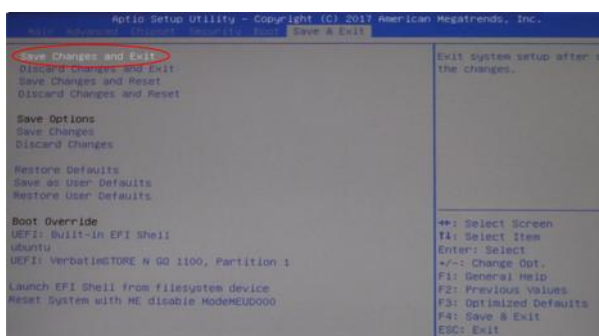 Aptio Setup Utility - Copyright (C) 2017 American Megatrends, Inc.
Main Advanced Chipset Security Boot Save & Exit
Save Changes and Exit
Discard Changes and Exit
Save Changes and Reset
Discard Changes and Reset
Save Options
Save Changes
Discard Changes
Restore Defaults
Save as User Defaults
Restore User Defaults
Boot Override
UEFI: Built-in EFI Shell
ubuntu
UEFI: VerbatimSTORE N GO 1100, Partition 1
Launch EFI Shell from filesystem device
Reset System with ME disable ModeMEUD000
Exit system setup after
the changes.
: Select Screen
: Select Item
Enter: Select
+/-: Change Opt.
F1: General Help
F2: Previous Values
F3: Optimized Defaults
F4: Save & Exit
ESC: Exit